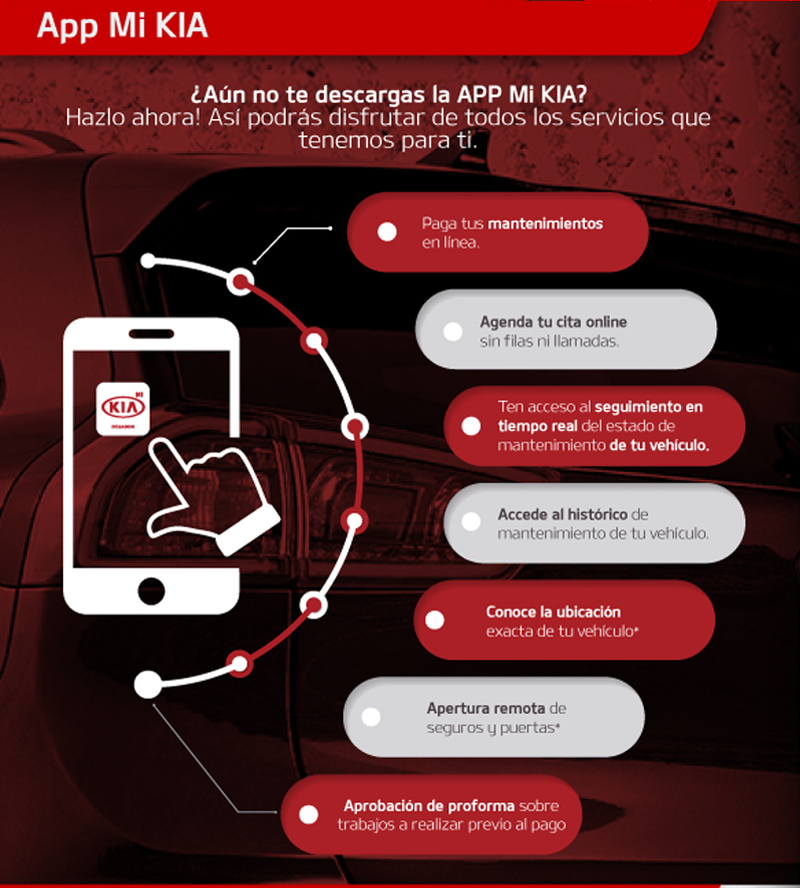 App Mi KIA
¿Aún no te descargas la APP Mi KIA?
Hazlo ahora! Así podrás disfrutar de todos los servicios que
tenemos para ti.
Paga tus mantenimientos
en línea.
Agenda tu cita online
sin filas ni llamadas.
MI
KIA
ECUADOR
Ten acceso al seguimiento en
tiempo real del estado de
mantenimiento de tu vehículo.
Accede al histórico de
mantenimiento de tu vehículo.
Conoce la ubicación
exacta de tu vehículo*
Apertura remota de
seguros y puertas*
Aprobación de proforma sobre
trabajos a realizar previo al pago